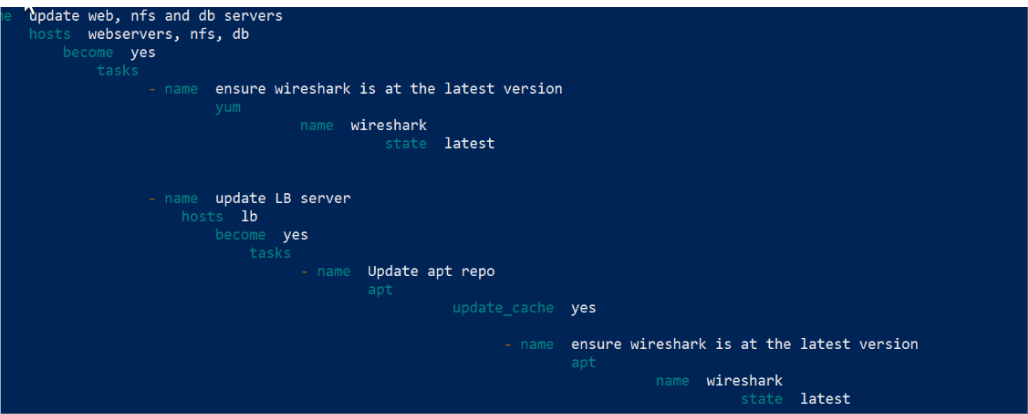 me update web, nfs and db servers
hosts webservers, nfs, db
become yes
tasks
- name ensure wireshark is at the latest version
yum
name wireshark
state latest
- name update LB server
hosts lb
become yes
tasks
- name Update apt repo
apt
update_cache yes
- name ensure wireshark is at the latest version
apt
name wireshark
state latest